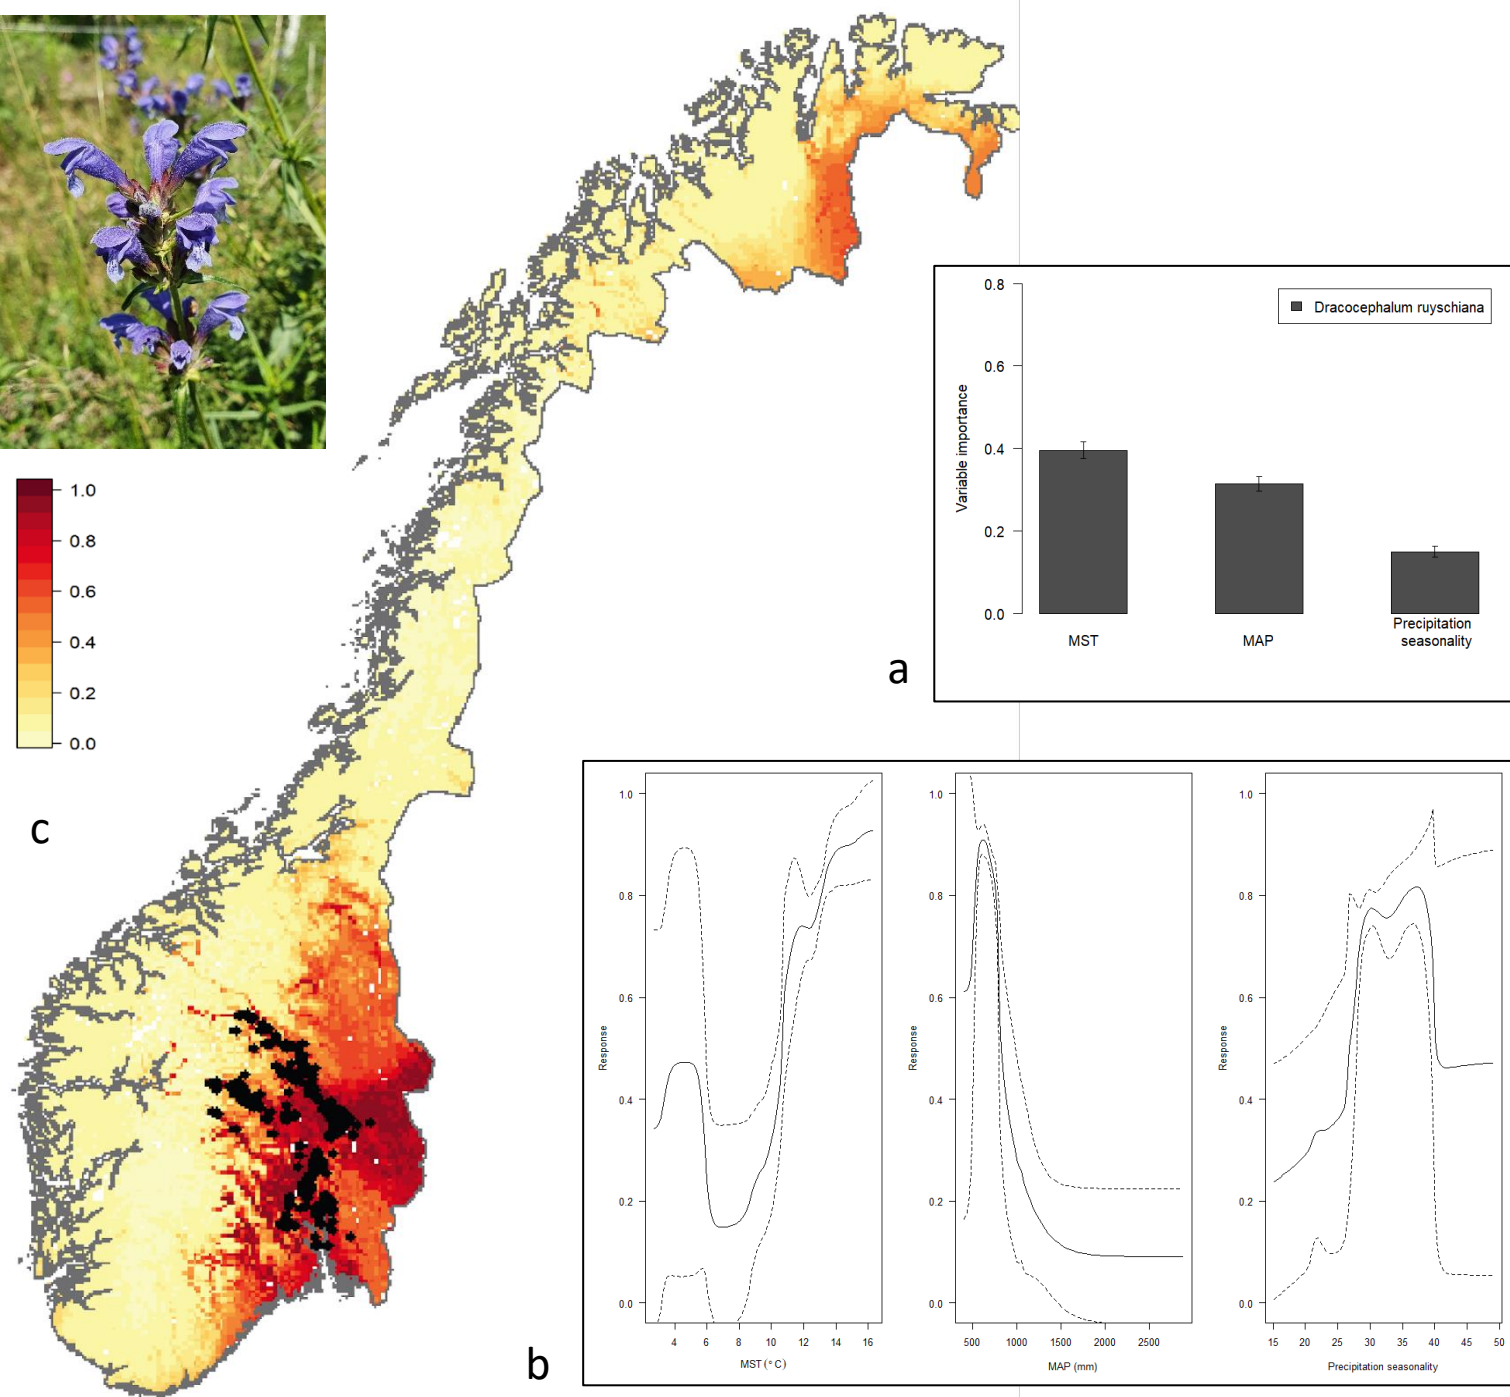 1.0
0.8
0.6
0.4
0.2
0.0
c
0.8
0.6
0.4
0.2
0.0
Variable importance
Dracocephalum ruyschiana
MST
MAP
Precipitation
seasonality
a
1.0
0.8
0.6
0.4
0.2
0.0
Response
4 6 8 10 12 14 16
MST (°C)
1.0
0.8
0.6
0.4
0.2
0.0
Response
500 1000 1500 2000 2500
MAP (mm)
1.0
0.8
0.6
0.4
0.2
0.0
Response
15 20 25 30 35 40 45 50
Precipitation seasonality
b